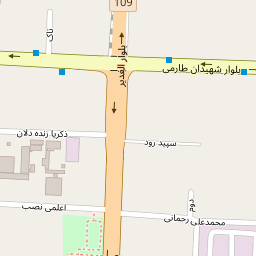 109
تاک
بلوار الغدیر
بلوار شهیدان طارمی
ذکریا زنده دلان
سپید رود
اعلمی نصب
دوم
محمدعلی رحمانی